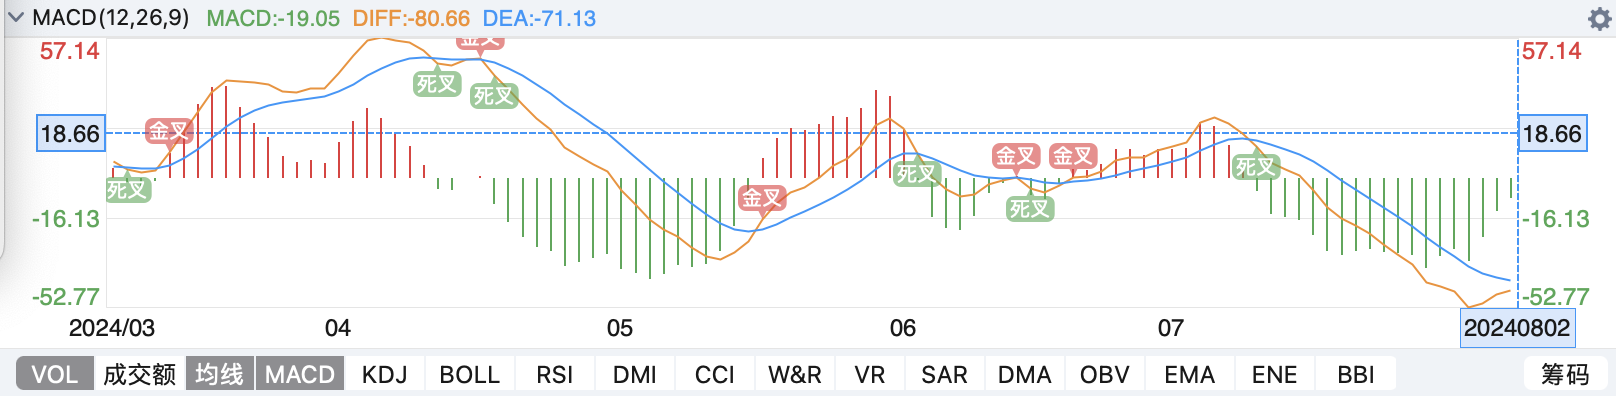 MACD(12,26,9) MACD:-19.05 DIFF:-80.66 DEA:-71.13
57.14 57.14
金叉
死叉
死叉
金叉
18.66 18.66
金叉 金叉
死叉 死叉
死叉
金叉
死叉
-16.13 -16.13
-52.77 -52.77
2024/03 04 05 06 07 20240802
VOL 成交额 均线 MACD KDJ BOLL RSI DMI CCI W&R VR SAR DMA OBV EMA ENE BBI 筹码